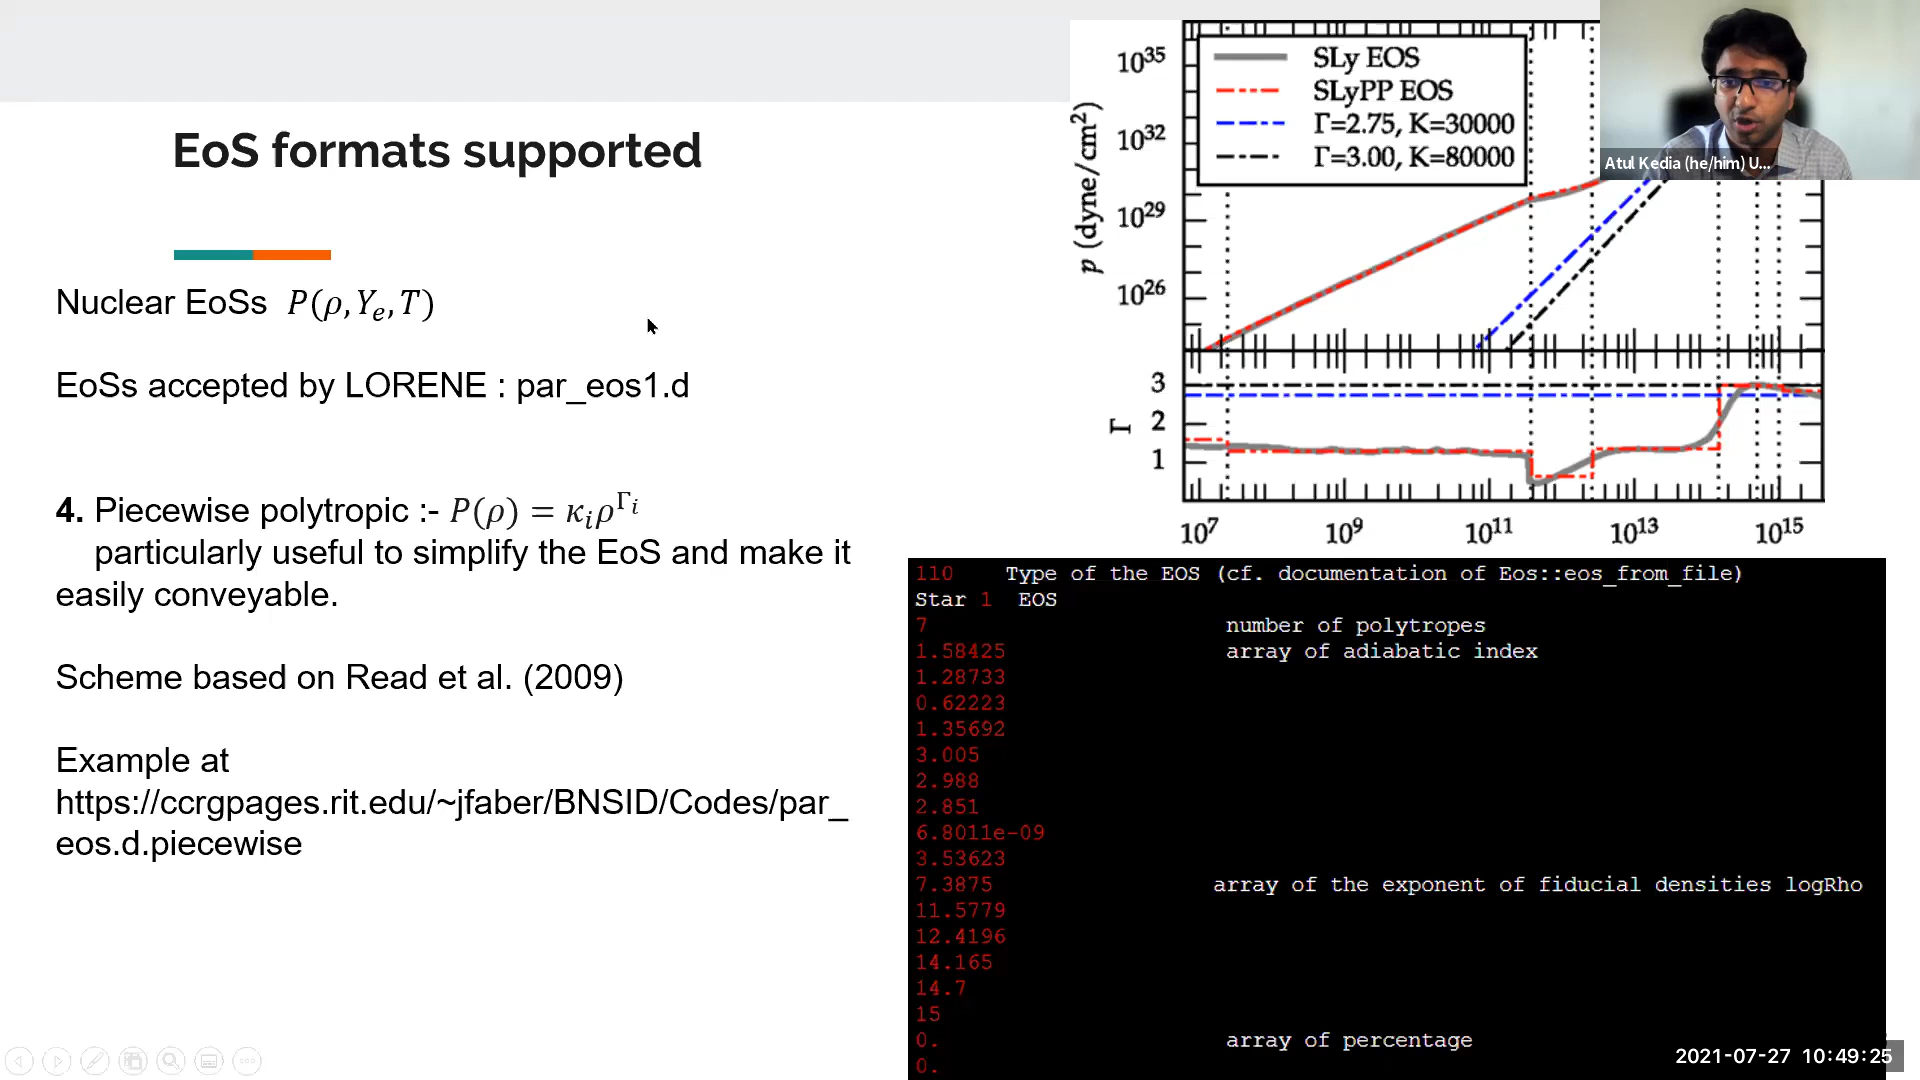 EoS formats supported
Nuclear EoSs P(ρ, Yₑ, T)
EoSs accepted by LORENE : par_eos1.d
4. Piecewise polytropic :- P(ρ) = κᵢρ^Γᵢ
particularly useful to simplify the EoS and make it
easily conveyable.
Scheme based on Read et al. (2009)
Example at
https://ccrgpages.rit.edu/~jfaber/BNSID/Codes/par_
eos.d.piecewise
SLy EOS
SLyPP EOS
Γ=2.75, K=30000
Γ=3.00, K=80000
p (dyne/cm²)
10³⁵
10³²
10²⁹
10²⁶
Γ
3
2
1
10⁷ 10⁹ 10¹¹ 10¹³ 10¹⁵
Atul Kedia (he/him) U...
110 Type of the EOS (cf. documentation of Eos::eos_from_file)
Star 1 EOS
7 number of polytropes
1.58425 array of adiabatic index
1.28733
0.62223
1.35692
3.005
2.988
2.851
6.8011e-09
3.53623
7.3875 array of the exponent of fiducial densities logRho
11.5779
12.4196
14.165
14.7
15
0. array of percentage
0.
2021-07-27 10:49:25